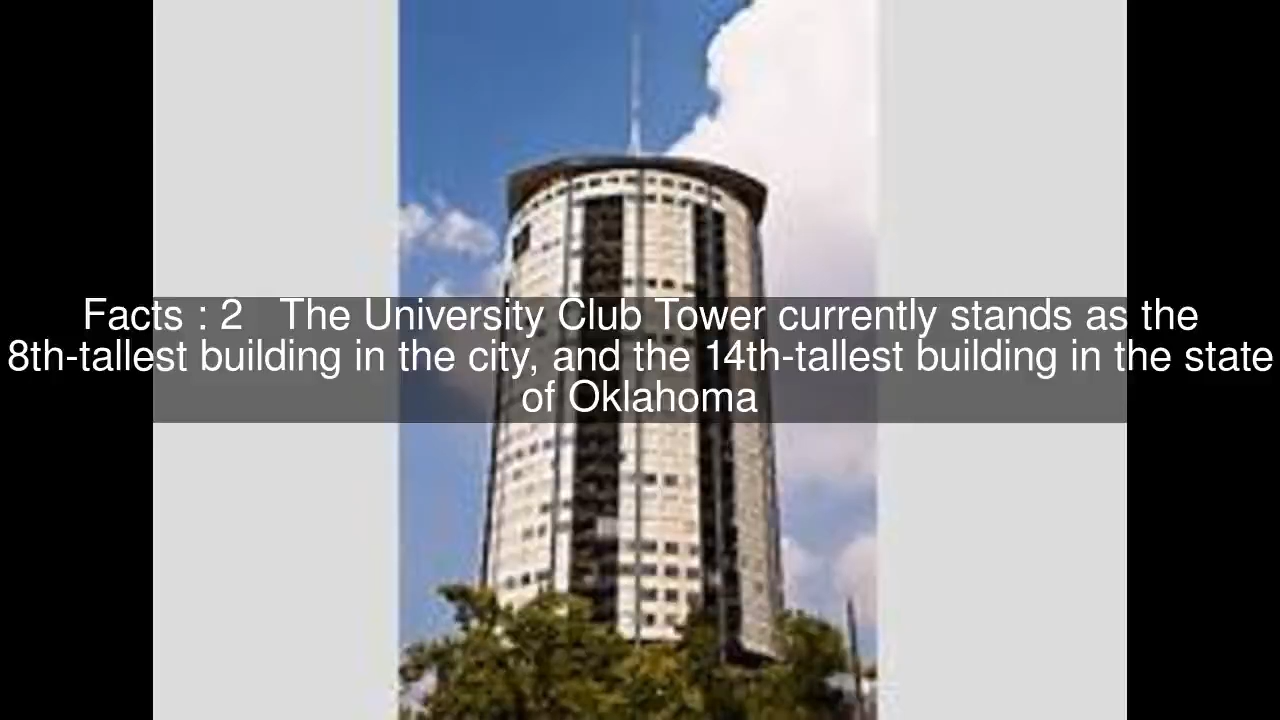 Facts : 2   The University Club Tower currently stands as the
8th-tallest building in the city, and the 14th-tallest building in the state
of Oklahoma